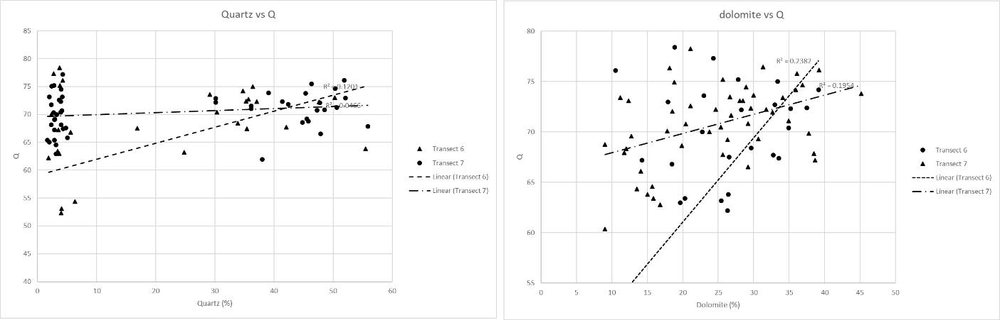 Quartz vs Q
85
80
75
70
65
60
55
50
45
40
0 10 20 30 40 50 60
Q
Quartz (%)
R² = 0.1201
R² = 0.0466
Transect 6
Transect 7
Linear (Transect 6)
Linear (Transect 7)
dolomite vs Q
80
75
70
65
60
55
0 5 10 15 20 25 30 35 40 45 50
Q
Dolomite (%)
R² = 0.2382
R² = 0.1954
Transect 6
Transect 7
Linear (Transect 6)
Linear (Transect 7)